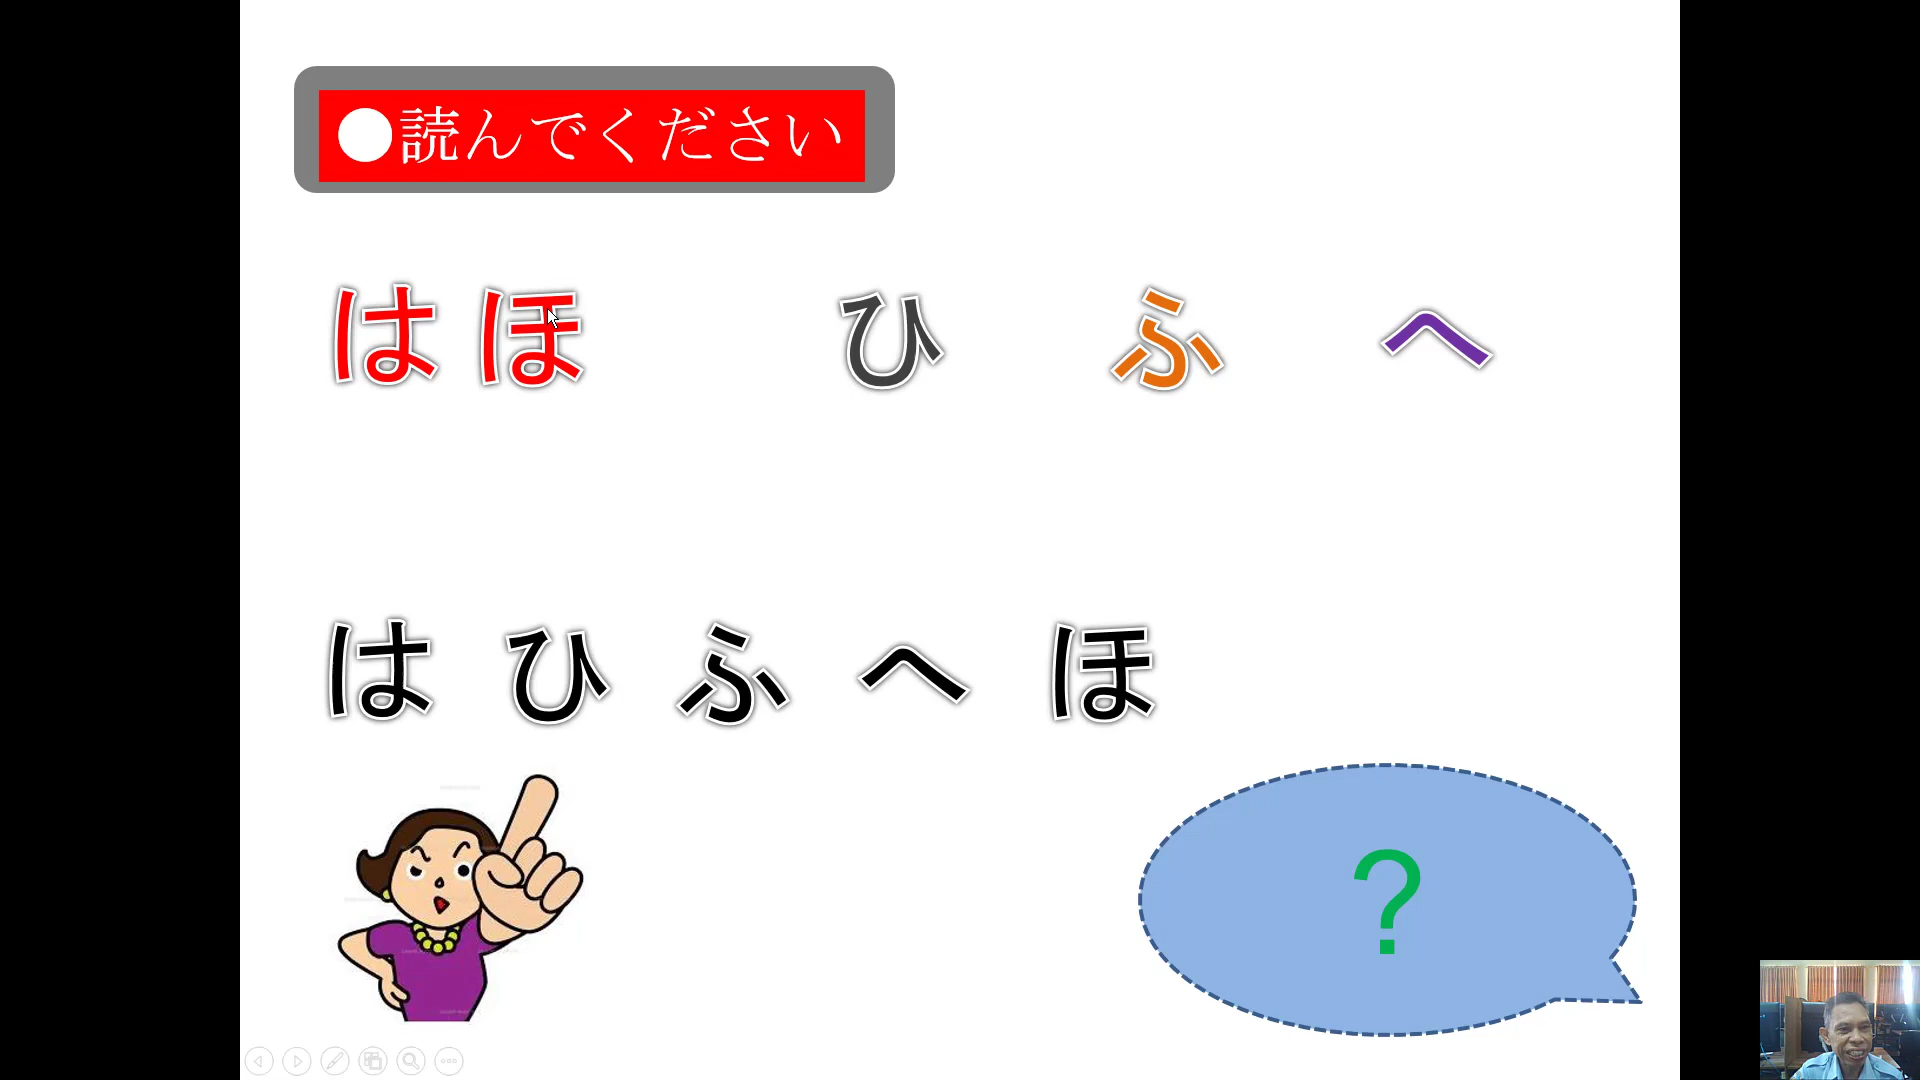 ●読んでください
は ほ ひ ふ へ
は ひ ふ へ ほ
?